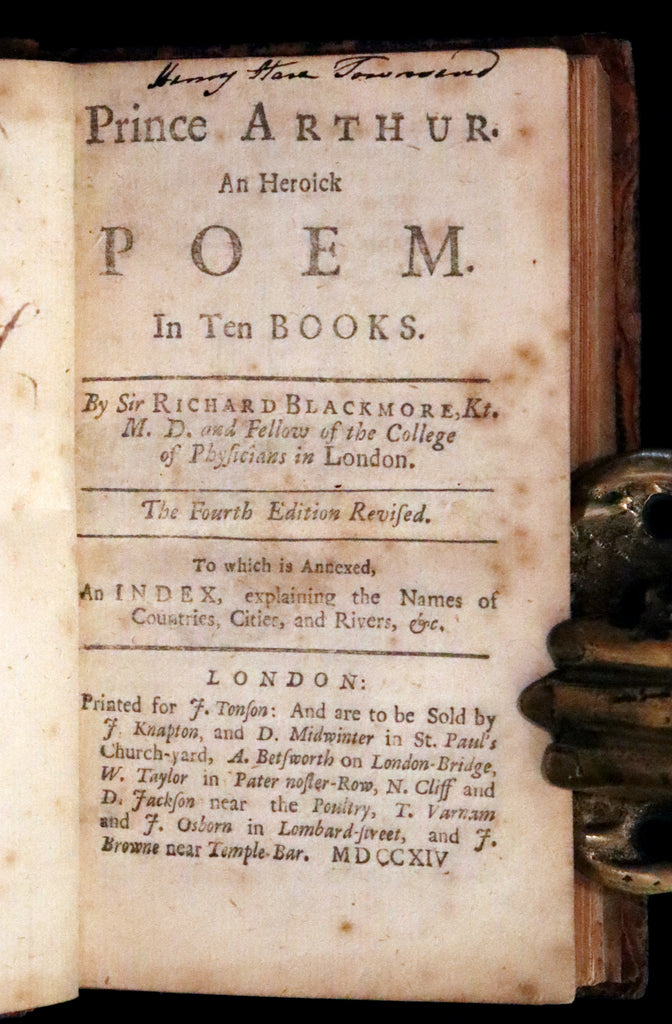 Henry Hare Townsend
Prince ARTHUR.
An Heroick
POEM.
In Ten BOOKS.
By Sir RICHARD BLACKMORE, Kt.
M. D. and Fellow of the College
of Phyſicians in London.
The Fourth Edition Reviſed.
To which is Annexed,
An INDEX, explaining the Names of
Countries, Cities, and Rivers, &c.
LONDON:
Printed for J. Tonſon: And are to be Sold by
J. Knapton, and D. Midwinter in St. Paul's
Church-yard, A. Betſworth on London-Bridge,
W. Taylor in Pater noſter-Row, N. Cliff and
D. Jackſon near the Poultry, T. Varnam
and J. Osborn in Lombard-ſtreet, and J.
Browne near Temple-Bar. MDCCXIV